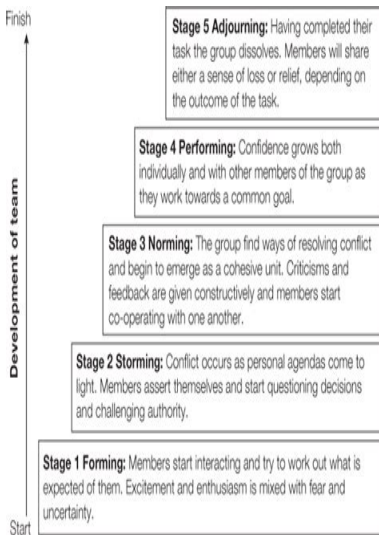 Finish
Stage 5 Adjourning: Having completed their
task the group dissolves. Members will share
either a sense of loss or relief, depending on
the outcome of the task.
Stage 4 Performing: Confidence grows both
individually and with other members of the group as
they work towards a common goal.
Stage 3 Norming: The group find ways of resolving conflict
and begin to emerge as a cohesive unit. Criticisms and
feedback are given constructively and members start
co-operating with one another.
Stage 2 Storming: Conflict occurs as personal agendas come to
light. Members assert themselves and start questioning decisions
and challenging authority.
Stage 1 Forming: Members start interacting and try to work out what is
expected of them. Excitement and enthusiasm is mixed with fear and
uncertainty.
Start
Development of team